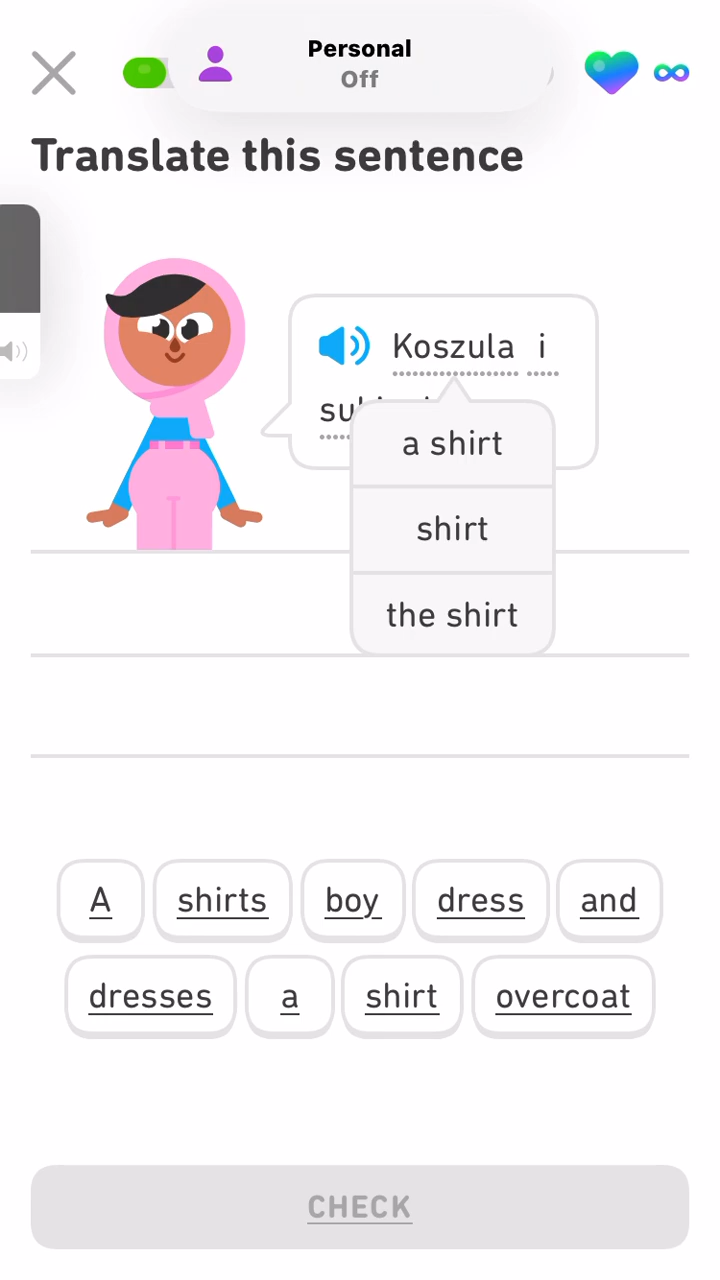 Personal
Off
Translate this sentence
Koszula i
a shirt
shirt
the shirt
A shirts boy dress and
dresses a shirt overcoat
CHECK